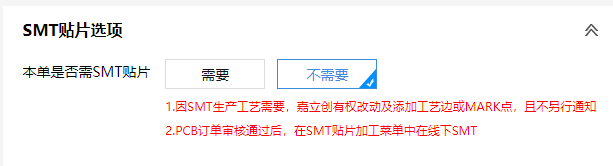 SMT贴片选项
本单是否需SMT贴片 需要 不需要
1.因SMT生产工艺需要，嘉立创有权改动及添加工艺边或MARK点，且不另行通知
2.PCB订单审核通过后，在SMT贴片加工菜单中在线下SMT